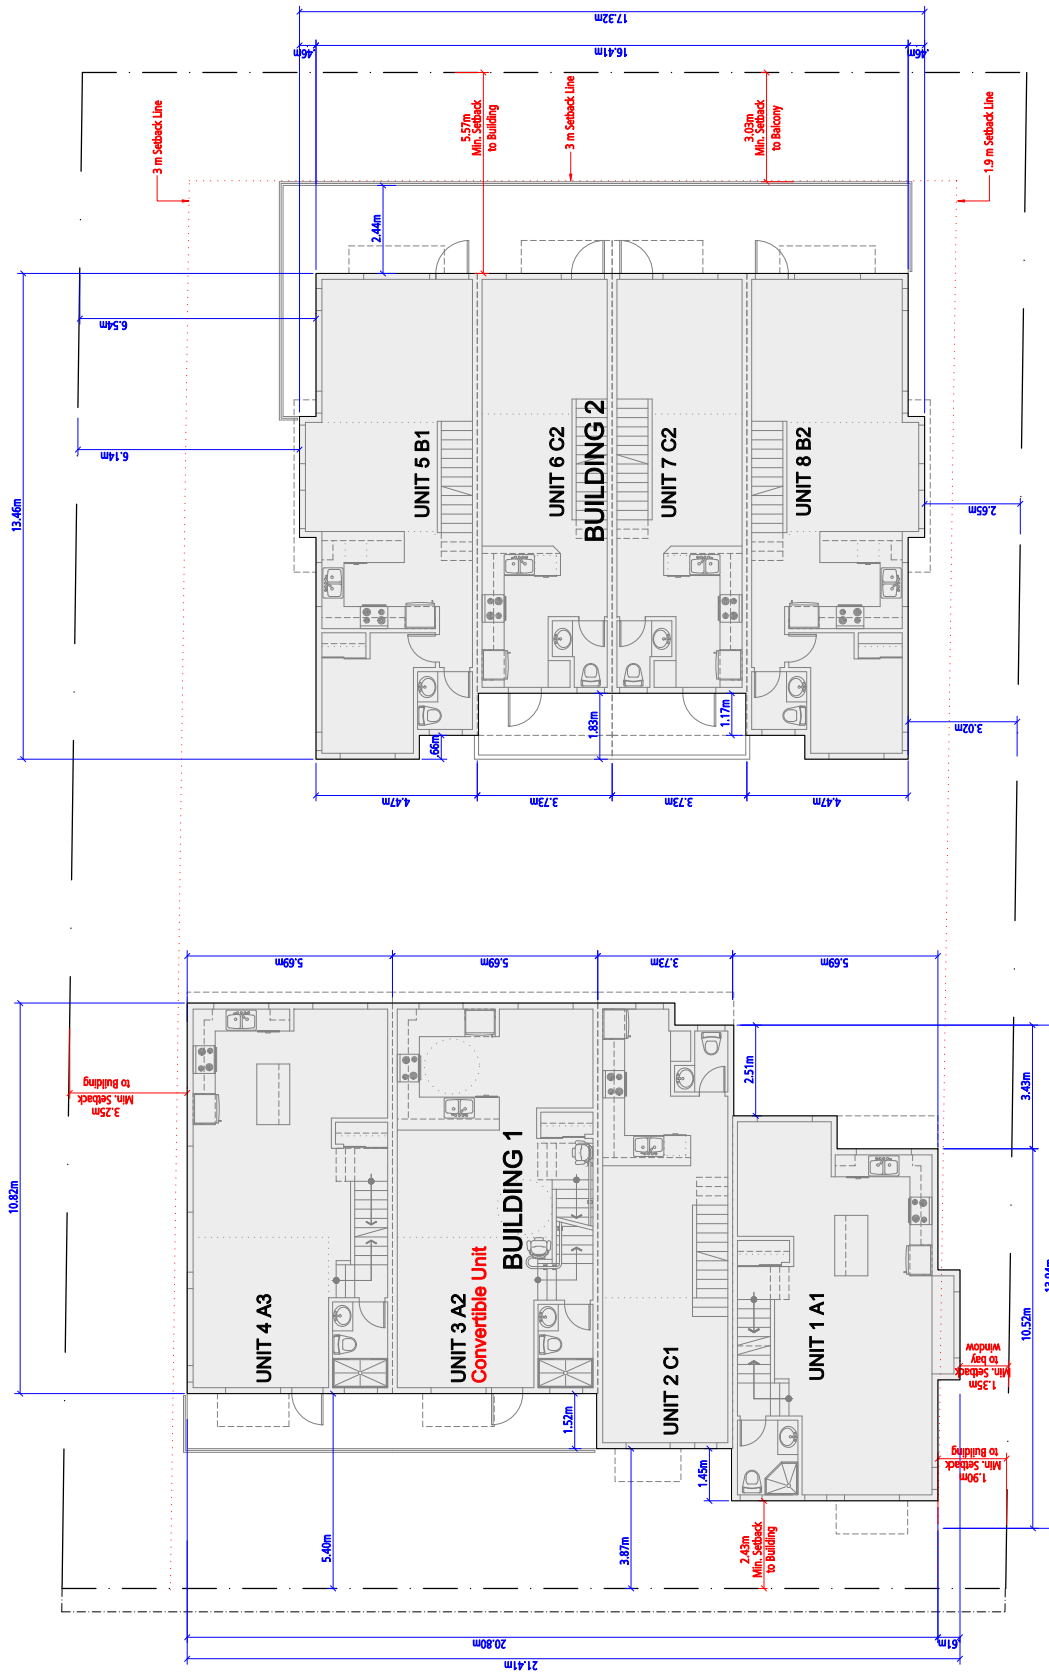 17.32m
.46m
16.41m
.46m
3 m Setback Line
5.57m
Min. Setback
to Building
3 m Setback Line
3.03m
Min. Setback
to Balcony
1.9 m Setback Line
2.44m
6.54m
6.14m
13.46m
UNIT 5 B1
UNIT 6 C2
BUILDING 2
UNIT 7 C2
UNIT 8 B2
2.65m
.66m
1.83m
1.17m
3.02m
4.47m
3.73m
3.73m
4.47m
5.69m
5.69m
3.73m
5.69m
3.25m
Min. Setback
to Building
2.51m
3.43m
10.82m
BUILDING 1
UNIT 4 A3
UNIT 3 A2
Convertible Unit
UNIT 2 C1
UNIT 1 A1
10.52m
13.94m
1.35m
Min. Setback
to bay
window
1.52m
1.45m
1.90m
Min. Setback
to Building
5.40m
3.87m
2.43m
Min. Setback
to Building
20.80m
.61m
21.41m